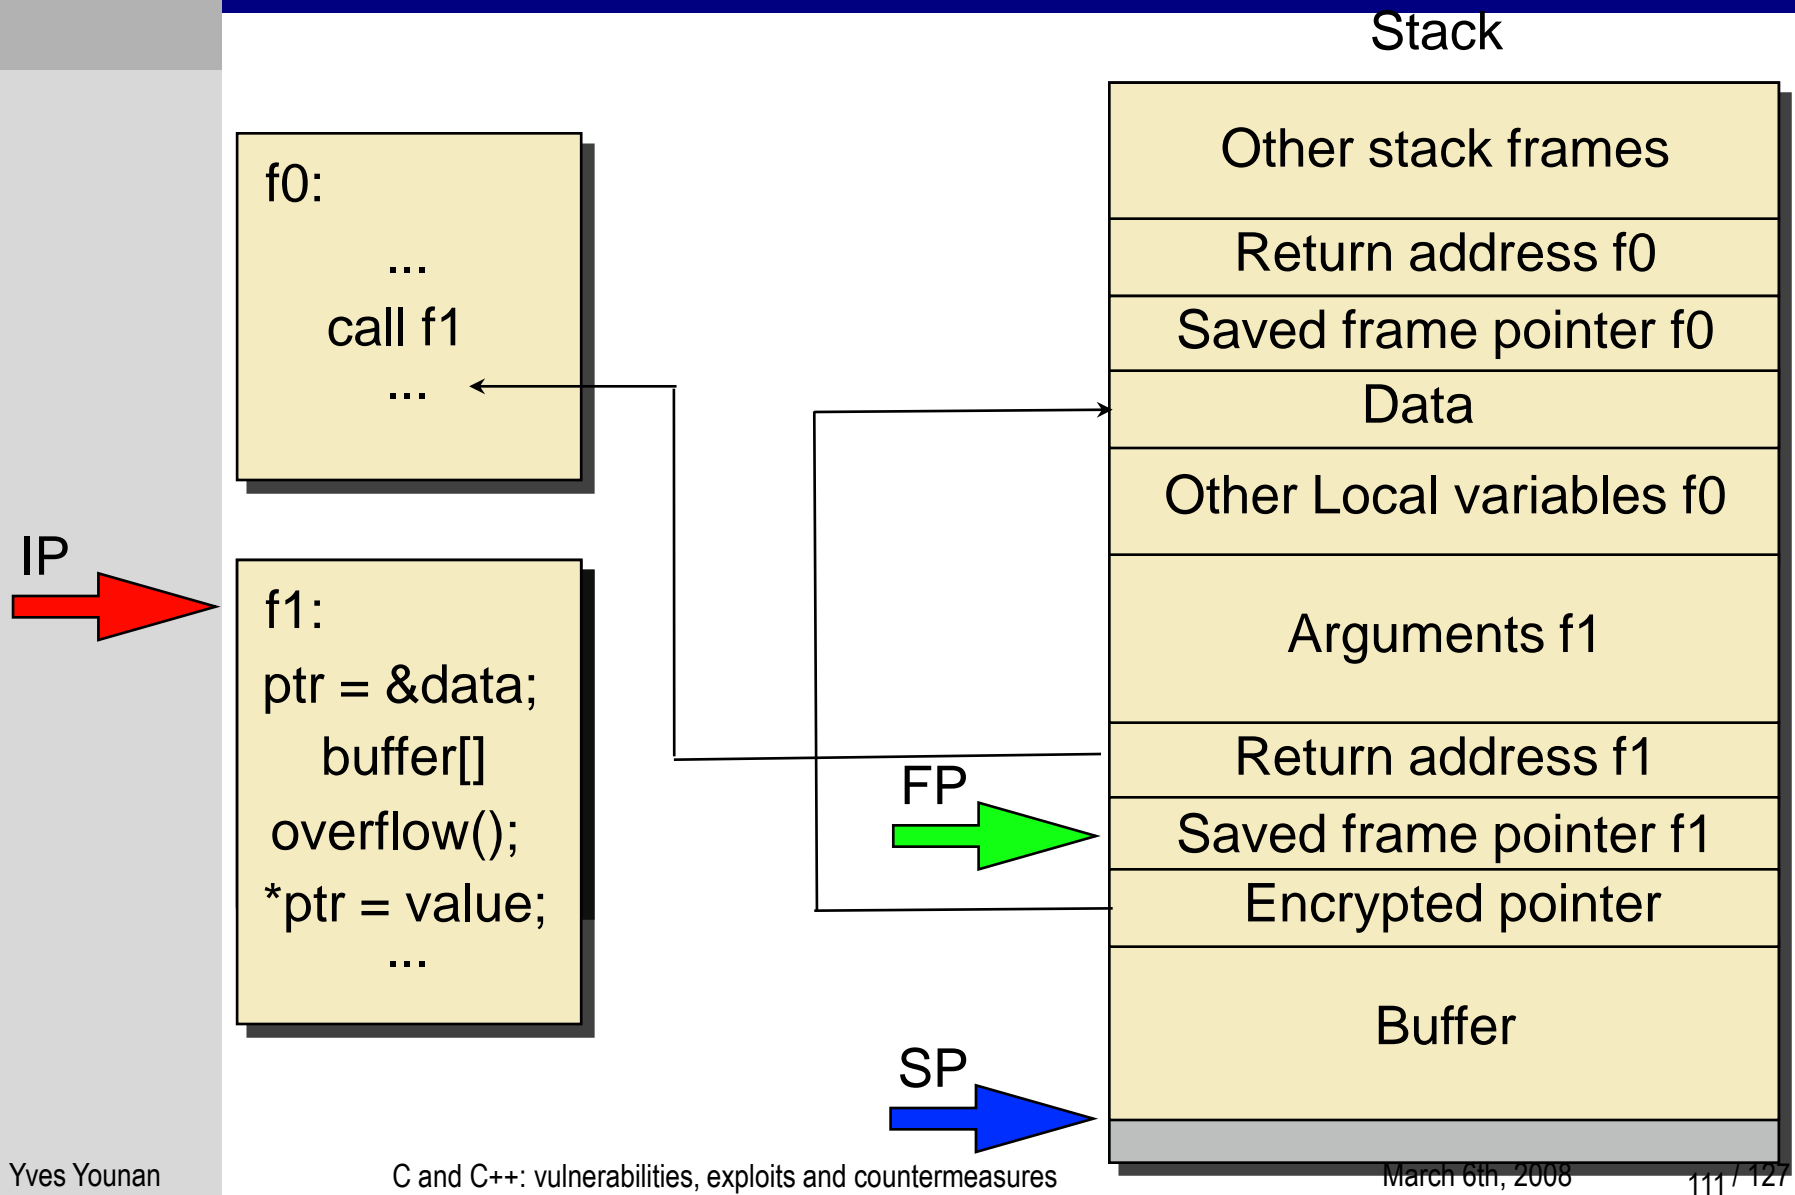 Stack
f0:
...
call f1
...
IP
f1:
ptr = &data;
buffer[]
overflow();
*ptr = value;
...
FP
SP
Other stack frames
Return address f0
Saved frame pointer f0
Data
Other Local variables f0
Arguments f1
Return address f1
Saved frame pointer f1
Encrypted pointer
Buffer
Yves Younan
C and C++: vulnerabilities, exploits and countermeasures
March 6th, 2008
111 / 127